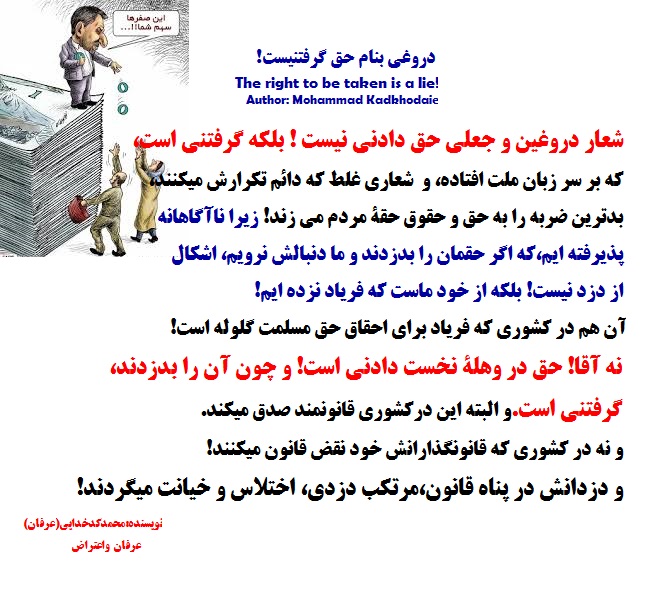 این صفرها
سهم شما!!...
دروغی بنام حق گرفتنیست!
The right to be taken is a lie!
Author: Mohammad Kadkhodaie
شعار دروغین و جعلی حق دادنی نیست ! بلکه گرفتنی است،
که بر سر زبان ملت افتاده، و شعاری غلط که دائم تکرارش میکنند،
بدترین ضربه را به حق و حقوق حقهٔ مردم می زند! زیرا ناآگاهانه
پذیرفته ایم،که اگر حقمان را بدزدند و ما دنبالش نرویم، اشکال
از دزد نیست! بلکه از خود ماست که فریاد نزده ایم!
آن هم در کشوری که فریاد برای احقاق حق مسلمت گلوله است!
نه آقا! حق در وهلهٔ نخست دادنی است! و چون آن را بدزدند،
گرفتنی است.و البته این درکشوری قانونمند صدق میکند.
و نه در کشوری که قانونگذارانش خود نقض قانون میکنند!
و دزدانش در پناه قانون،مرتکب دزدی، اختلاس و خیانت میگردند!
نویسنده:محمدکدخدایی(عرفان)
عرفان واعتراض